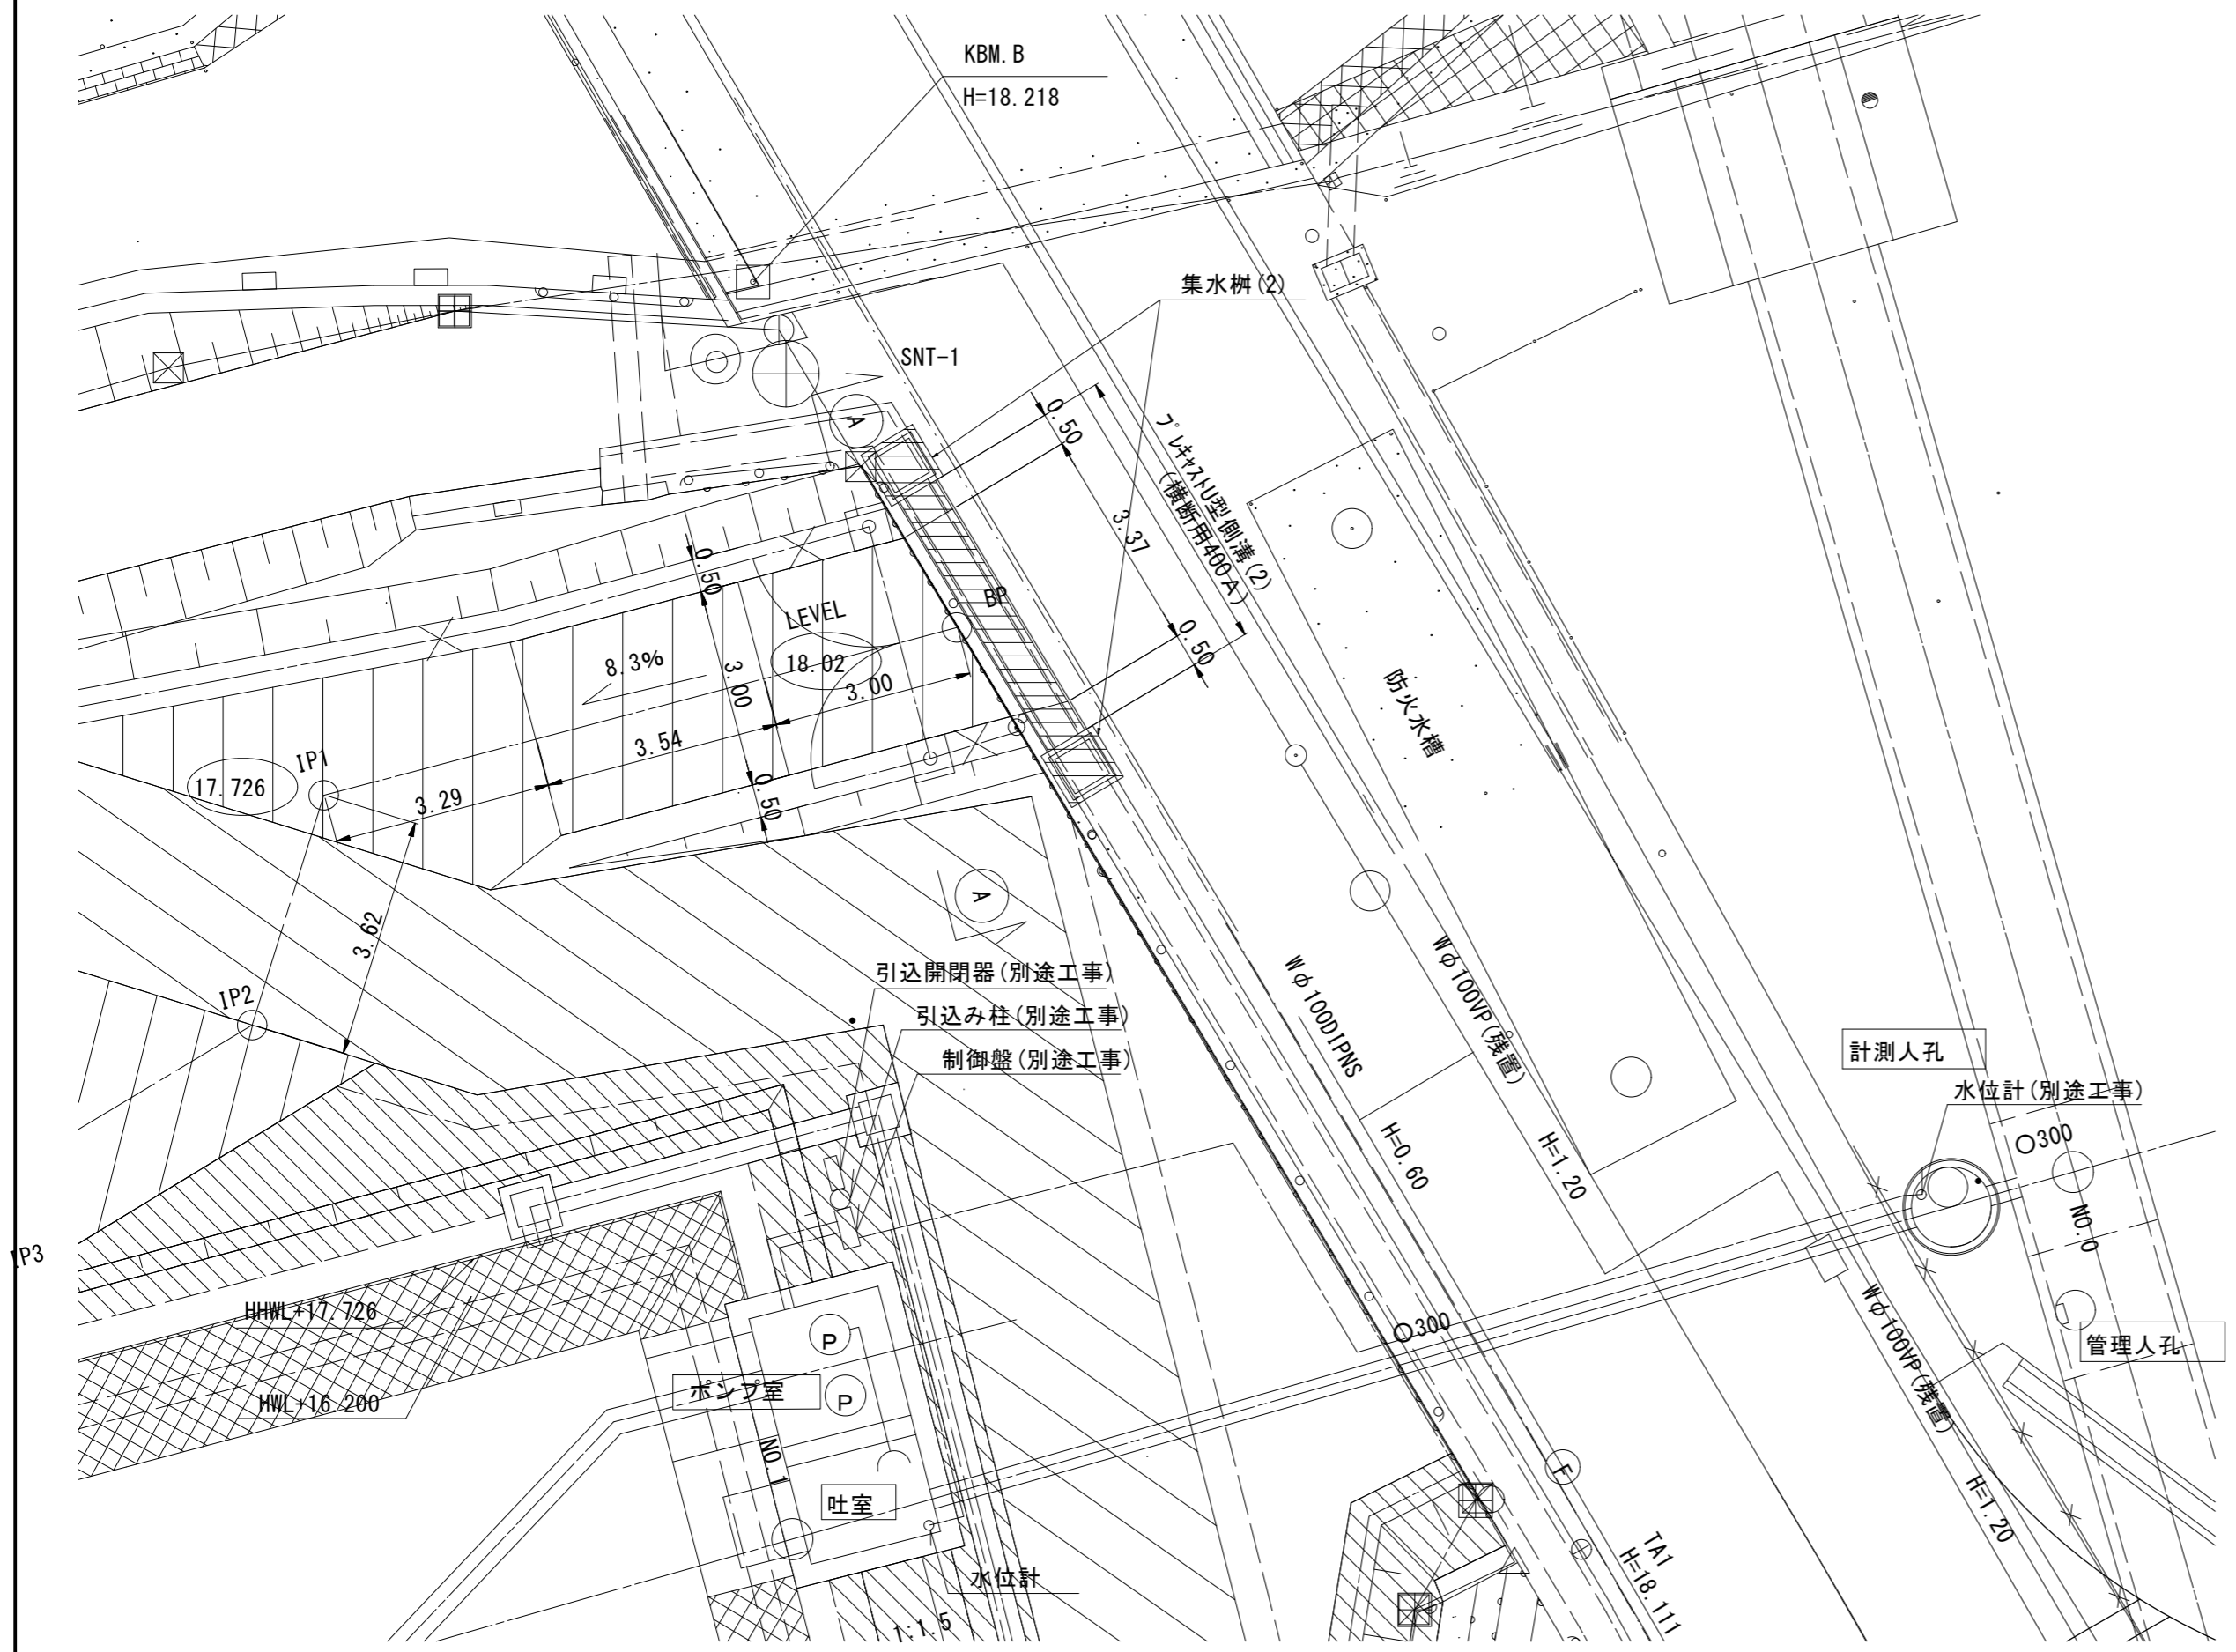 KBM.B
H=18.218
集水桝(2)
SNT-1
A
0.50
プレキャストU型側溝(2)
(横断用400A)
3.37
0.50
0.50
BP
LEVEL
18.02
8.3%
3.00
3.00
3.54
防火水槽
IP1
17.726
3.29
0.50
A
3.62
IP2
引込開閉器(別途工事)
引込み柱(別途工事)
制御盤(別途工事)
Wφ100DIPNS
Wφ100VP(残置)
H=0.60
H=1.20
計測人孔
水位計(別途工事)
○300
NO.0
IP3
HHWL+17.726
HWL+16.200
P
P
ポンプ室
NO.1
吐室
水位計
1:1.5
○300
F
TA1
H=18.111
Wφ100VP(残置)
H=1.20
管理人孔